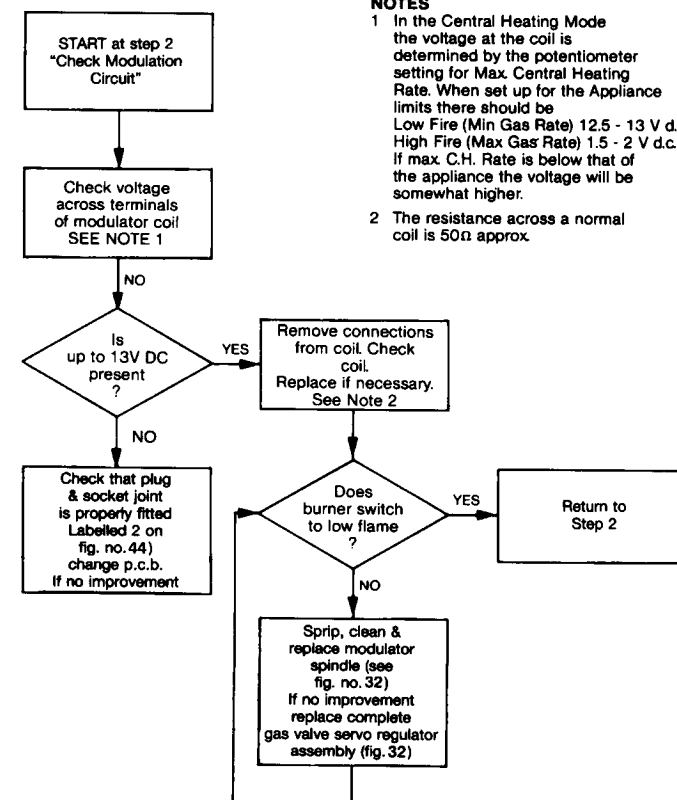 NOTES
1 In the Central Heating Mode
the voltage at the coil is
determined by the potentiometer
setting for Max. Central Heating
Rate. When set up for the Appliance
limits there should be
Low Fire (Min Gas Rate) 12.5 - 13 V d.
High Fire (Max Gas Rate) 1.5 - 2 V d.c.
If max. C.H. Rate is below that of
the appliance the voltage will be
somewhat higher.
2 The resistance across a normal
coil is 50Ω approx.
START at step 2
"Check Modulation
Circuit"
Check voltage
across terminals
of modulator coil
SEE NOTE 1
NO
Is
up to 13V DC
present
?
YES
Remove connections
from coil. Check
coil.
Replace if necessary.
See Note 2
NO
Check that plug
& socket joint
is properly fitted
Labelled 2 on
fig. no.44)
change p.c.b.
If no improvement
Does
burner switch
to low flame
?
YES
Return to
Step 2
NO
Sprip, clean &
replace modulator
spindle (see
fig. no. 32)
If no improvement
replace complete
gas valve servo regulator
assembly (fig. 32)